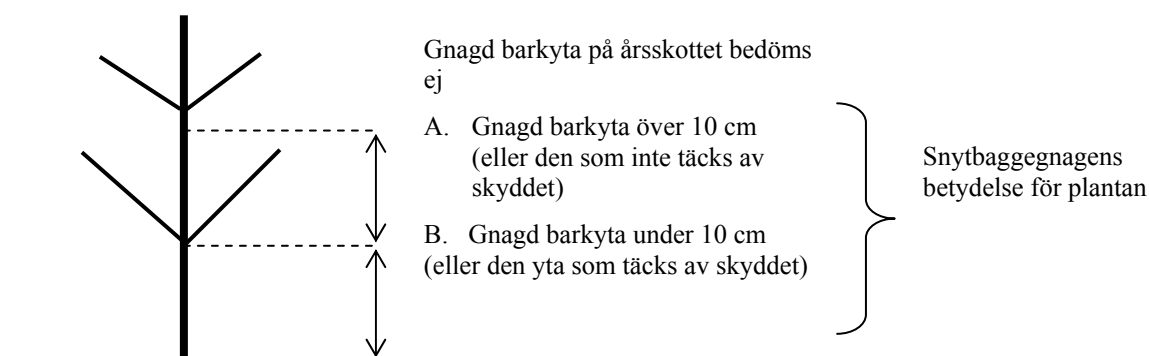 Gnagd barkyta på årsskottet bedöms
ej
A. Gnagd barkyta över 10 cm
(eller den som inte täcks av
skyddet)
B. Gnagd barkyta under 10 cm
(eller den yta som täcks av skyddet)
Snytbaggegnagens
betydelse för plantan